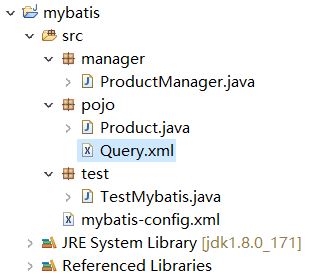 mybatis
src
manager
ProductManager.java
pojo
Product.java
Query.xml
test
TestMybatis.java
mybatis-config.xml
JRE System Library [jdk1.8.0_171]
Referenced Libraries